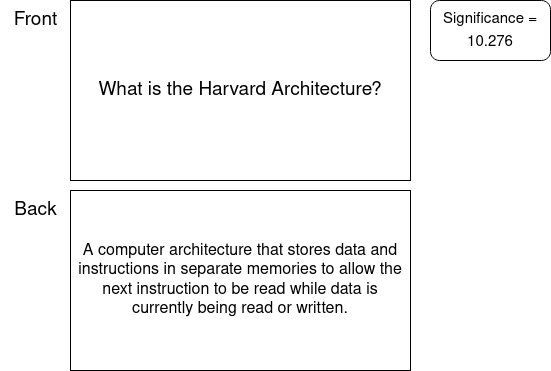 Front
What is the Harvard Architecture?
Significance =
10.276
Back
A computer architecture that stores data and
instructions in separate memories to allow the
next instruction to be read while data is
currently being read or written.